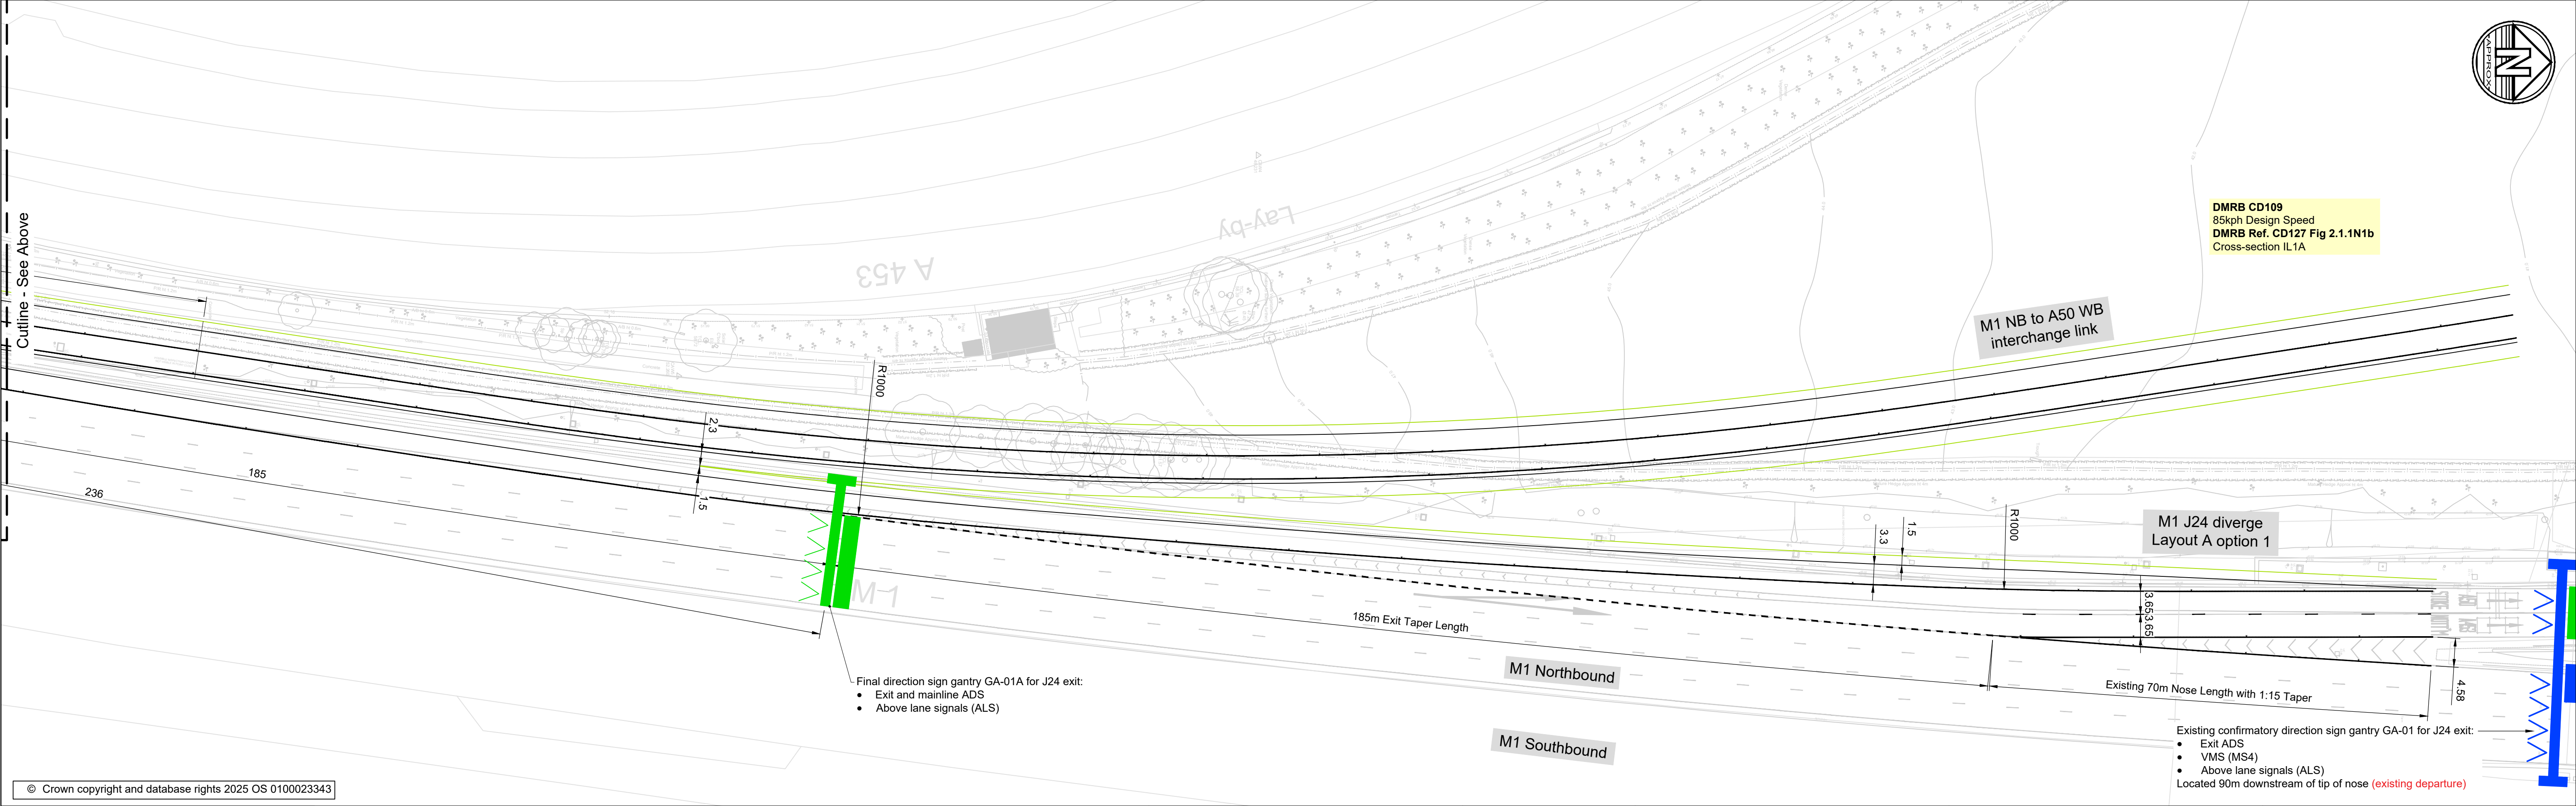 Cutline - See Above
N
APPROX
DMRB CD109
85kph Design Speed
DMRB Ref. CD127 Fig 2.1.1N1b
Cross-section IL1A
Lay-by
A 453
M1 NB to A50 WB
interchange link
R1000
2.3
1.5
185
236
M1
R1000
1.5
3.3
M1 J24 diverge
Layout A option 1
3.65
3.65
4.58
185m Exit Taper Length
M1 Northbound
Existing 70m Nose Length with 1:15 Taper
M1 Southbound
Final direction sign gantry GA-01A for J24 exit:
• Exit and mainline ADS
• Above lane signals (ALS)
Existing confirmatory direction sign gantry GA-01 for J24 exit:
• Exit ADS
• VMS (MS4)
• Above lane signals (ALS)
Located 90m downstream of tip of nose (existing departure)
© Crown copyright and database rights 2025 OS 0100023343